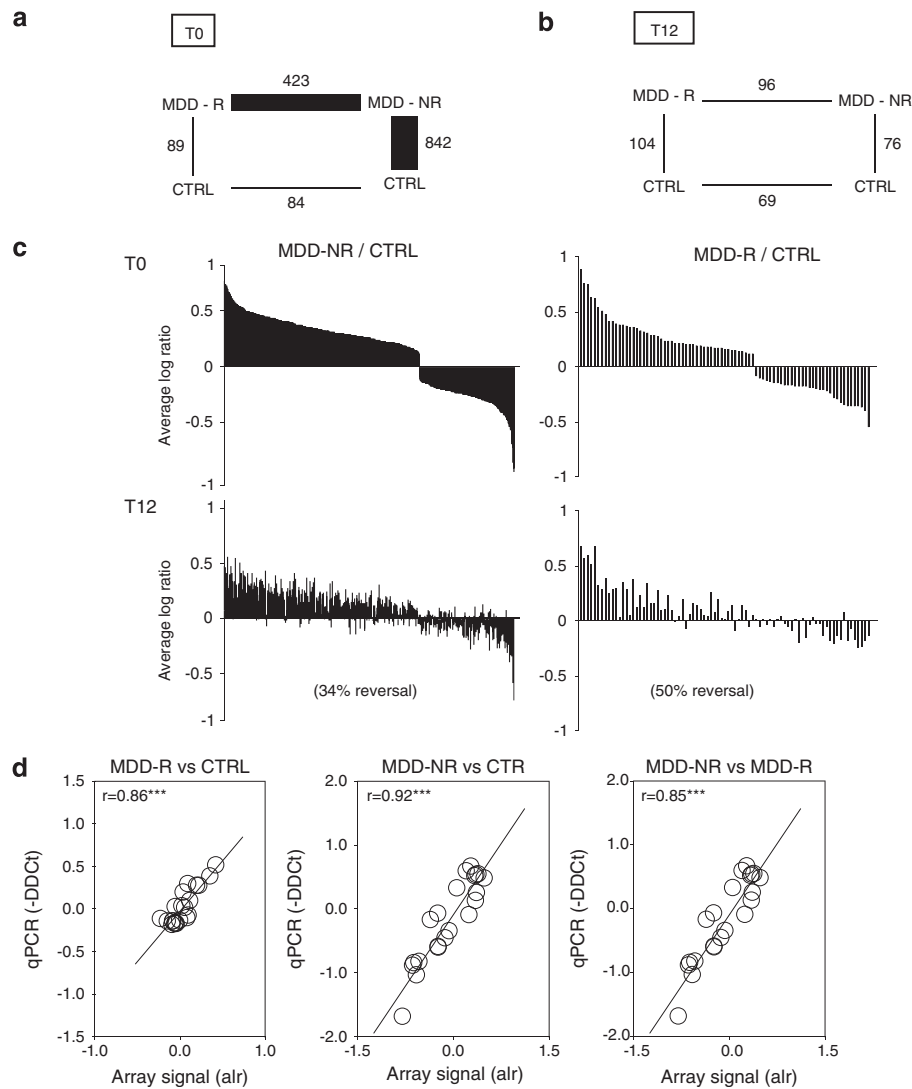 a
T0
423
MDD - R
MDD - NR
89
842
CTRL
CTRL
84
b
T12
96
MDD - R
MDD - NR
104
76
CTRL
CTRL
69
c
T0
MDD-NR / CTRL
1
0.5
0
-0.5
-1
Average log ratio
MDD-R / CTRL
1
0.5
0
-0.5
-1
T12
1
0.5
0
-0.5
-1
Average log ratio
(34% reversal)
1
0.5
0
-0.5
-1
(50% reversal)
d
MDD-R vs CTRL
r=0.86***
1.5
1.0
0.5
0.0
-0.5
-1.0
-1.5
qPCR (-DDCt)
-1.0 0.0 1.0
Array signal (alr)
MDD-NR vs CTR
r=0.92***
2.0
1.0
0.0
-1.0
-2.0
qPCR (-DDCt)
-1.5 0.0 1.5
Array signal (alr)
MDD-NR vs MDD-R
r=0.85***
2.0
1.0
0.0
-1.0
-2.0
qPCR (-DDCt)
-1.5 0.0 1.5
Array signal (alr)